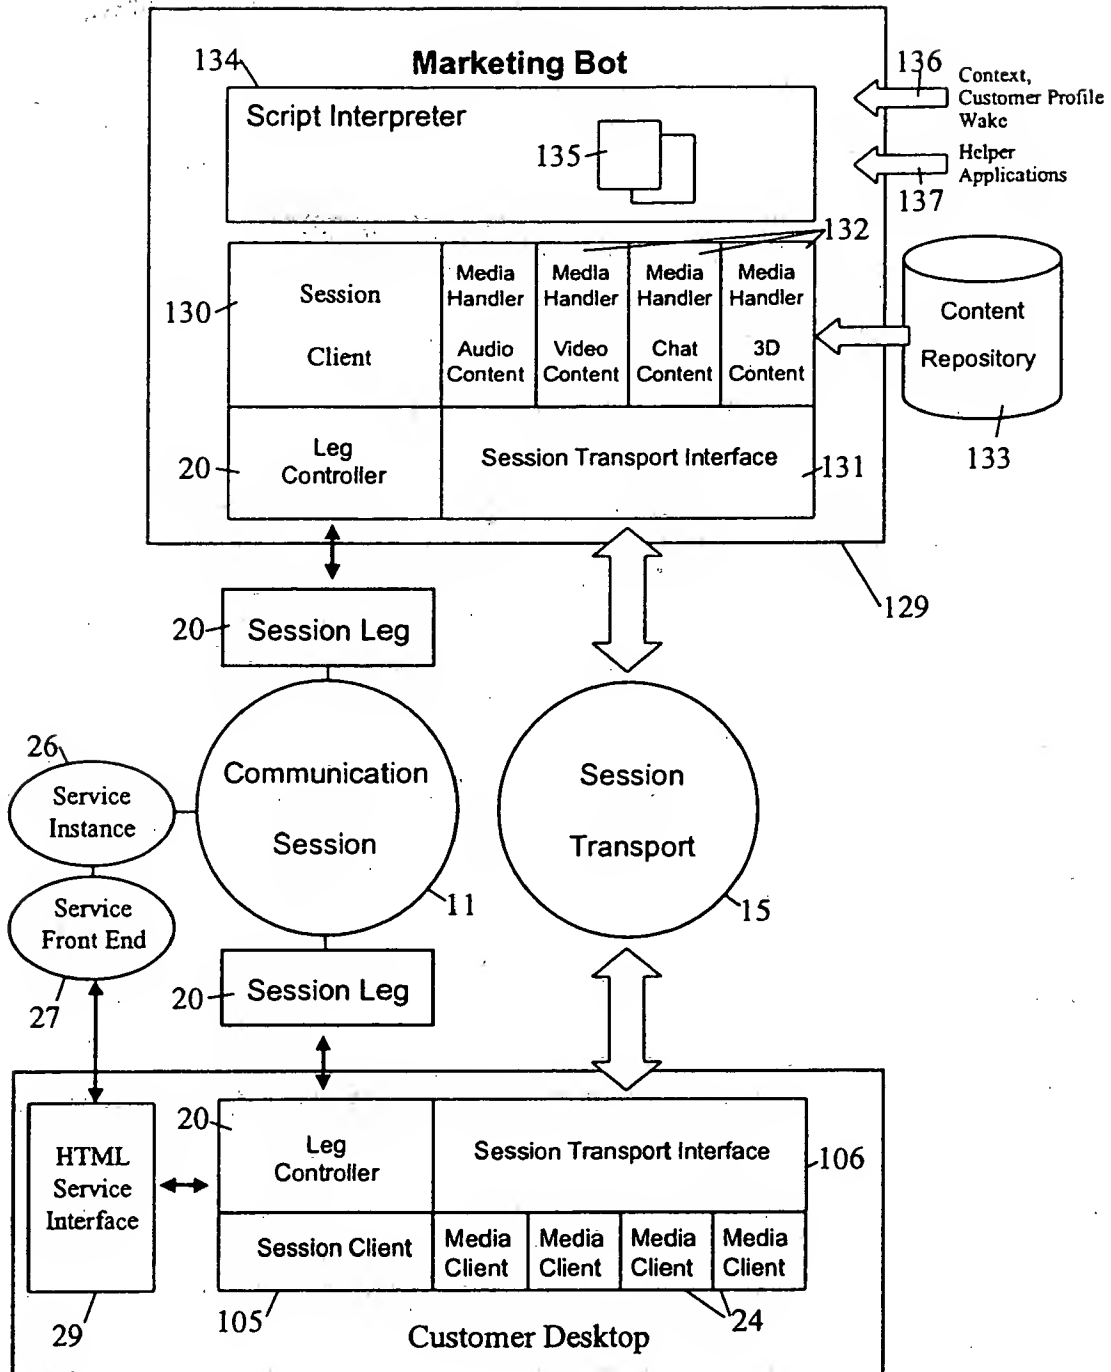 Marketing Bot
134
136
Context,
Customer Profile
Wake
Script Interpreter
135
Helper
Applications
137
132
130
Session
Client
Media
Handler
Audio
Content
Media
Handler
Video
Content
Media
Handler
Chat
Content
Media
Handler
3D
Content
Content
Repository
133
20
Leg
Controller
Session Transport Interface
131
129
20
Session Leg
26
Service
Instance
Communication
Session
11
Session
Transport
15
Service
Front End
27
20
Session Leg
HTML
Service
Interface
29
20
Leg
Controller
Session Transport Interface
106
Session Client
Media
Client
Media
Client
Media
Client
Media
Client
105
24
Customer Desktop